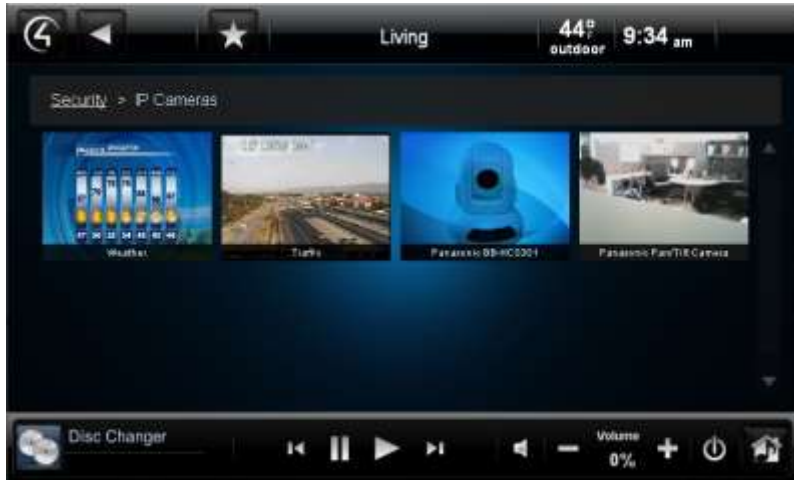 Living
44°F
outdoor
9:34 am
Security > IP Cameras
Weather
Traffic
Panasonic BB-HC0301
Panasonic Pan/Tilt Camera
Disc Changer
Volume
0%